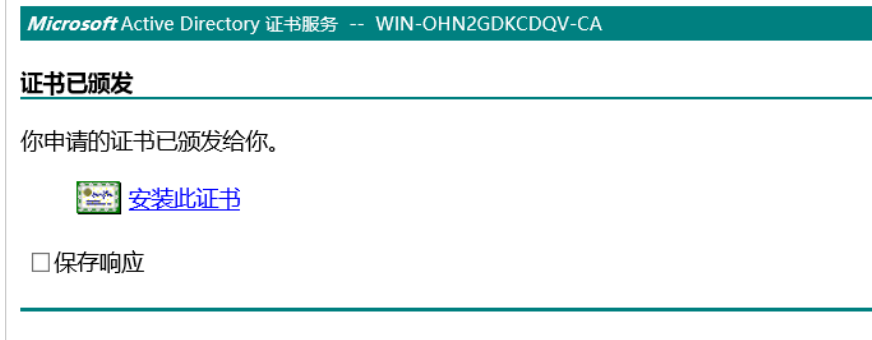 Microsoft Active Directory 证书服务 -- WIN-OHN2GDKCDQV-CA
证书已颁发
你申请的证书已颁发给你。
安装此证书
保存响应